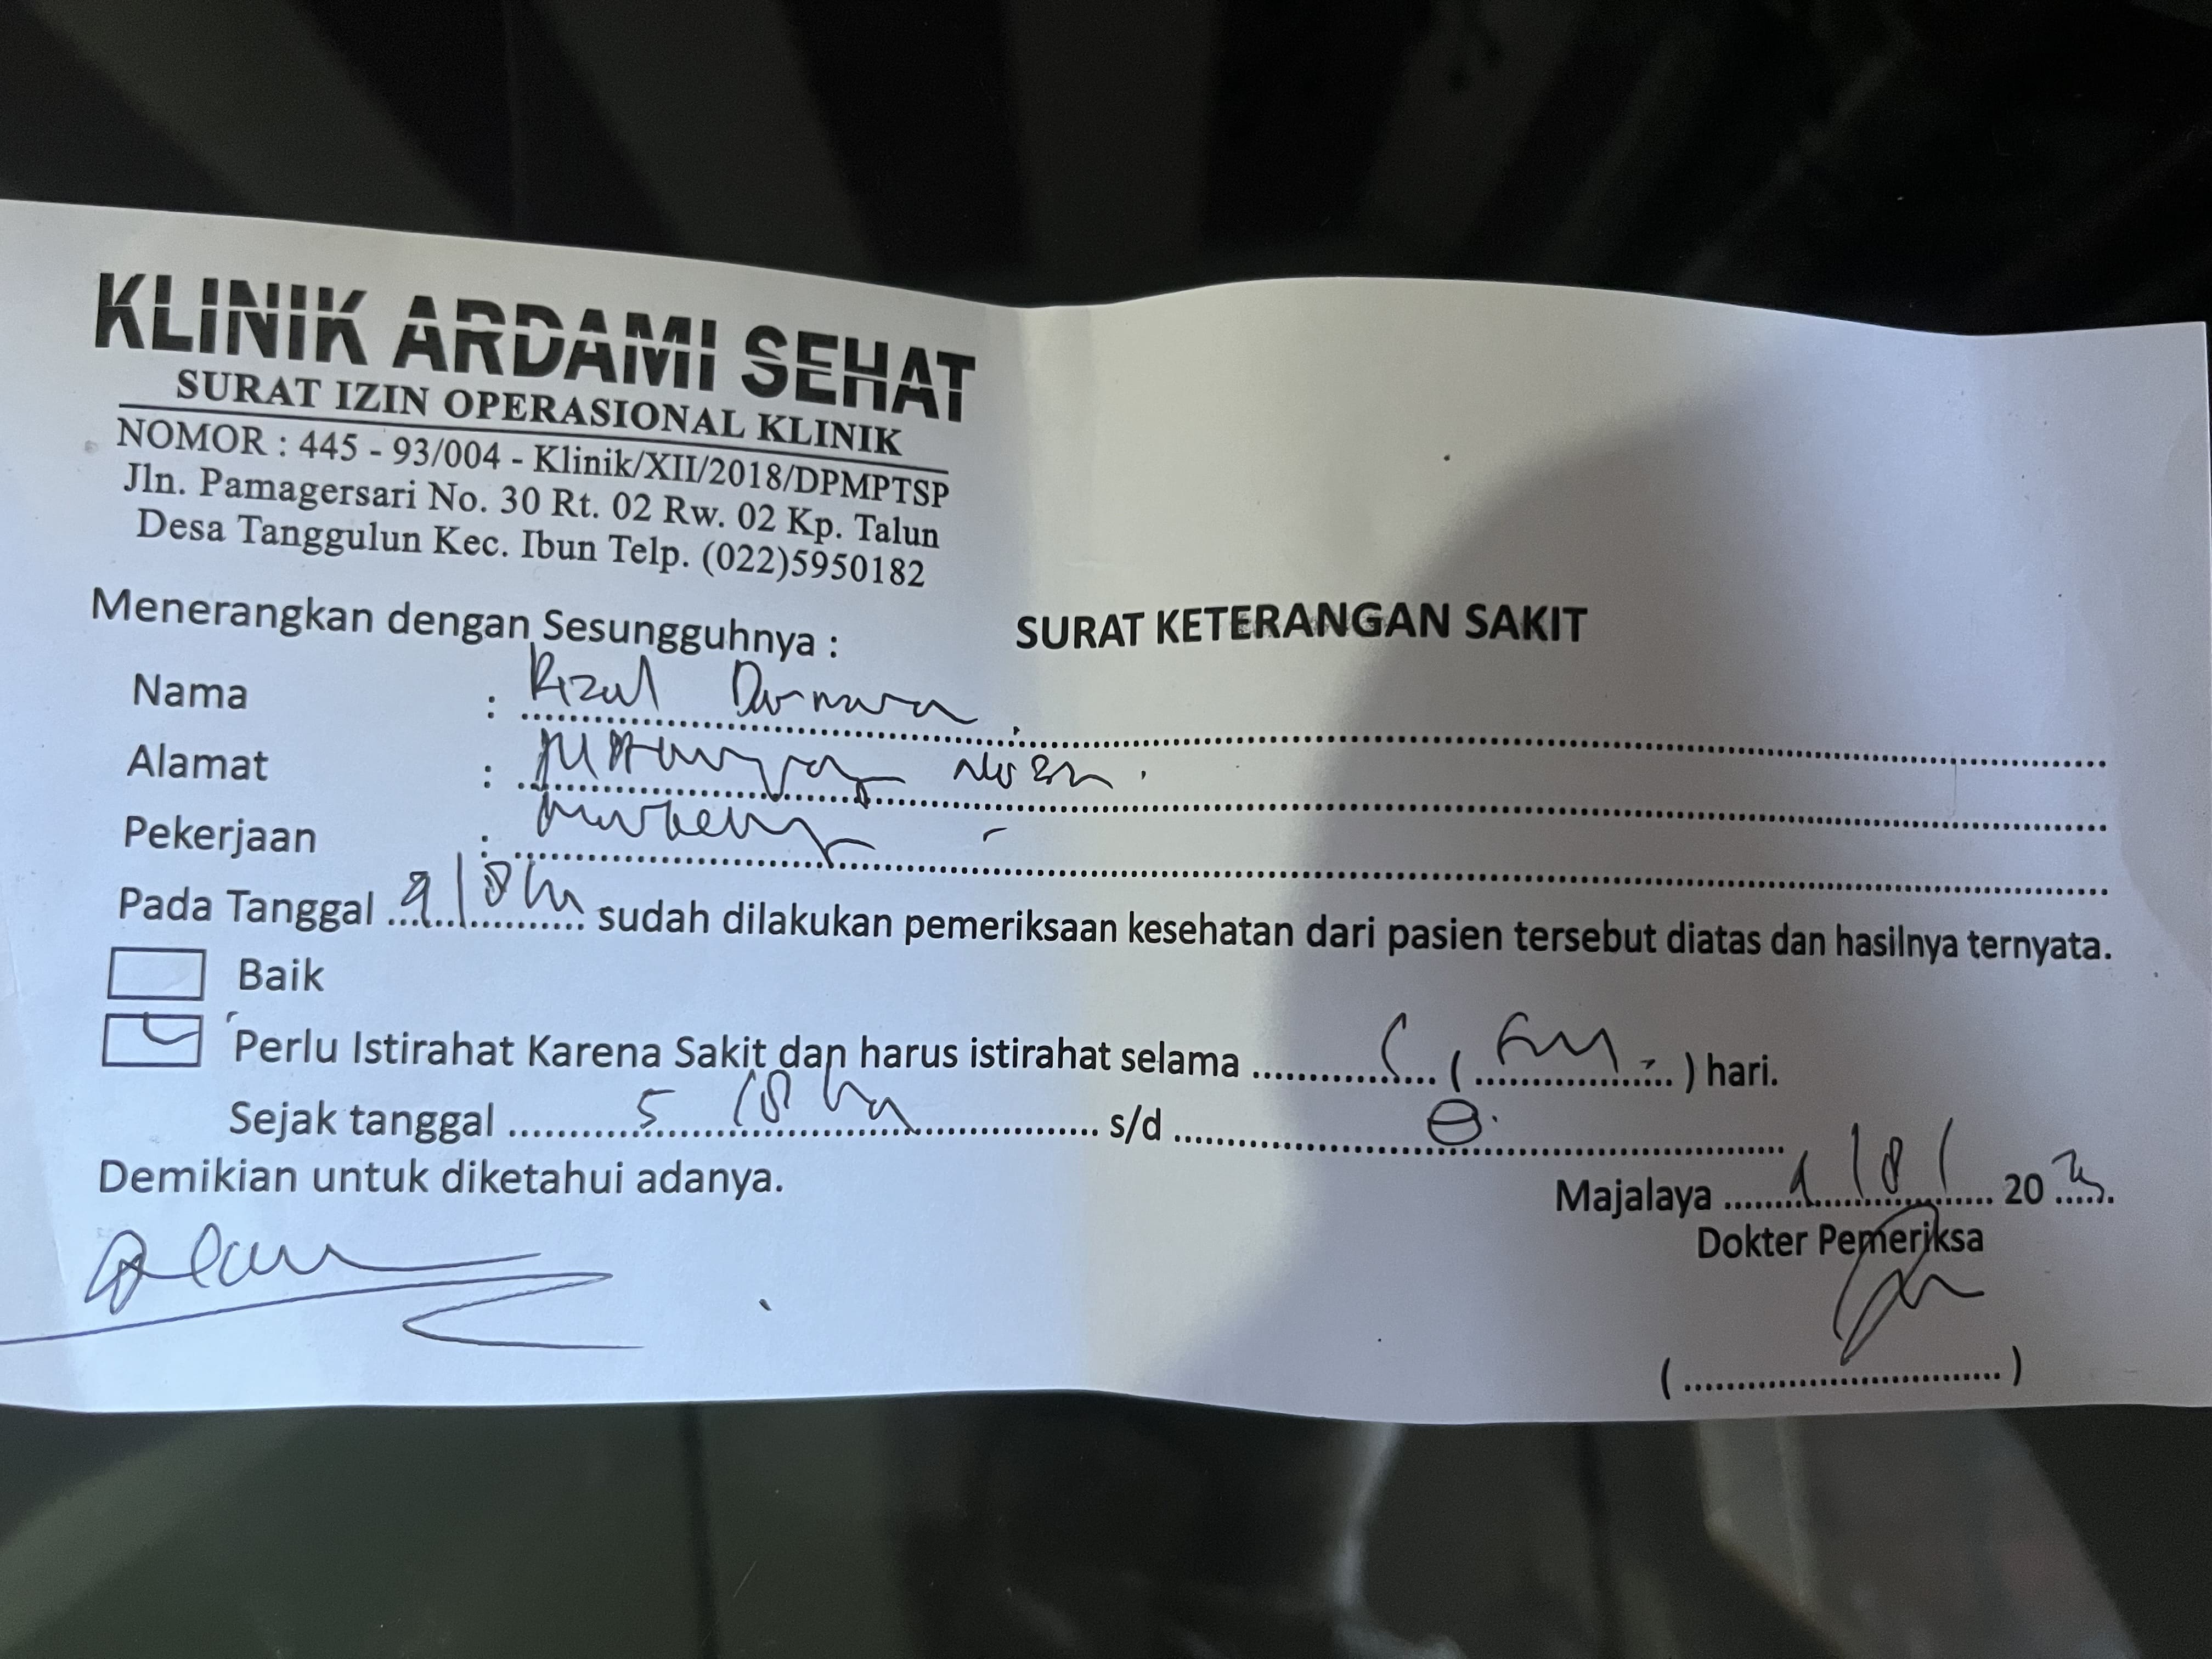 KLINIK ARDAMI SEHAT
SURAT IZIN OPERASIONAL KLINIK
NOMOR : 445 - 93/004 - Klinik/XII/2018/DPMPTSP
Jln. Pamagersari No. 30 Rt. 02 Rw. 02 Kp. Talun
Desa Tanggulun Kec. Ibun Telp. (022)5950182
SURAT KETERANGAN SAKIT
Menerangkan dengan Sesungguhnya :
Nama :
Alamat :
Pekerjaan :
Pada Tanggal ............ sudah dilakukan pemeriksaan kesehatan dari pasien tersebut diatas dan hasilnya ternyata.
Baik
Perlu Istirahat Karena Sakit dan harus istirahat selama ............ ( ............ ) hari.
Sejak tanggal 5 s/d
Demikian untuk diketahui adanya.
Majalaya ............ 20
Dokter Pemeriksa
( ............ )